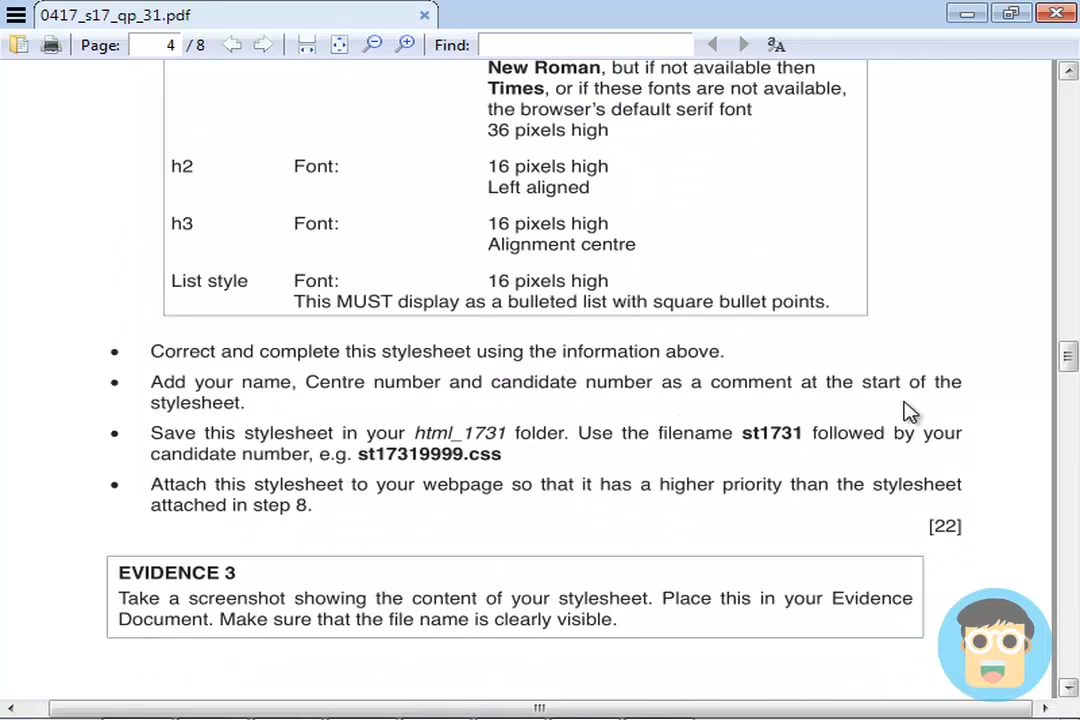 0417_s17_qp_31.pdf
Page: 4 / 8 Find:
New Roman, but if not available then
Times, or if these fonts are not available,
the browser's default serif font
36 pixels high
h2 Font: 16 pixels high
Left aligned
h3 Font: 16 pixels high
Alignment centre
List style Font: 16 pixels high
This MUST display as a bulleted list with square bullet points.
• Correct and complete this stylesheet using the information above.
• Add your name, Centre number and candidate number as a comment at the start of the
stylesheet.
• Save this stylesheet in your html_1731 folder. Use the filename st1731 followed by your
candidate number, e.g. st17319999.css
• Attach this stylesheet to your webpage so that it has a higher priority than the stylesheet
attached in step 8.
[22]
EVIDENCE 3
Take a screenshot showing the content of your stylesheet. Place this in your Evidence
Document. Make sure that the file name is clearly visible.